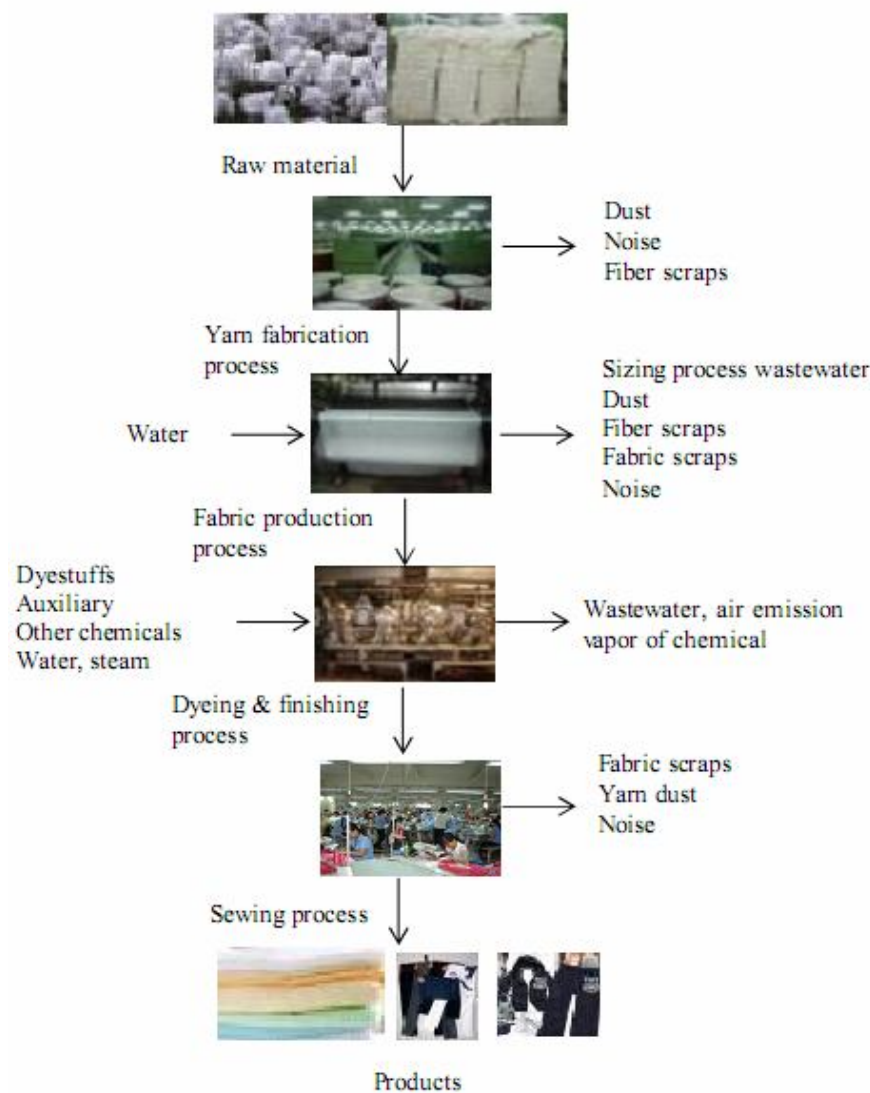 Raw material
Dust
Noise
Fiber scraps
Yarn fabrication
process
Sizing process wastewater
Dust
Fiber scraps
Fabric scraps
Noise
Water
Fabric production
process
Dyestuffs
Auxiliary
Other chemicals
Water, steam
Wastewater, air emission
vapor of chemical
Dyeing & finishing
process
Fabric scraps
Yarn dust
Noise
Sewing process
Products